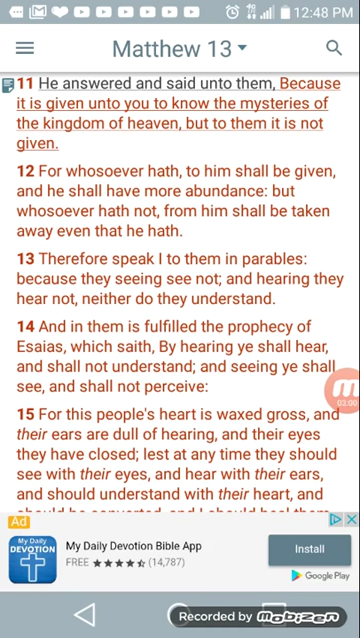 12:48 PM
Matthew 13
11 He answered and said unto them, Because
it is given unto you to know the mysteries of
the kingdom of heaven, but to them it is not
given.
12 For whosoever hath, to him shall be given,
and he shall have more abundance: but
whosoever hath not, from him shall be taken
away even that he hath.
13 Therefore speak I to them in parables:
because they seeing see not; and hearing they
hear not, neither do they understand.
14 And in them is fulfilled the prophecy of
Esaias, which saith, By hearing ye shall hear,
and shall not understand; and seeing ye shall
see, and shall not perceive:
15 For this people's heart is waxed gross, and
their ears are dull of hearing, and their eyes
they have closed; lest at any time they should
see with their eyes, and hear with their ears,
and should understand with their heart, and
should be converted, and I should heal them.
Ad
My Daily
DEVOTION
My Daily Devotion Bible App
FREE (14,787)
Install
Google Play
Recorded by Mobizen